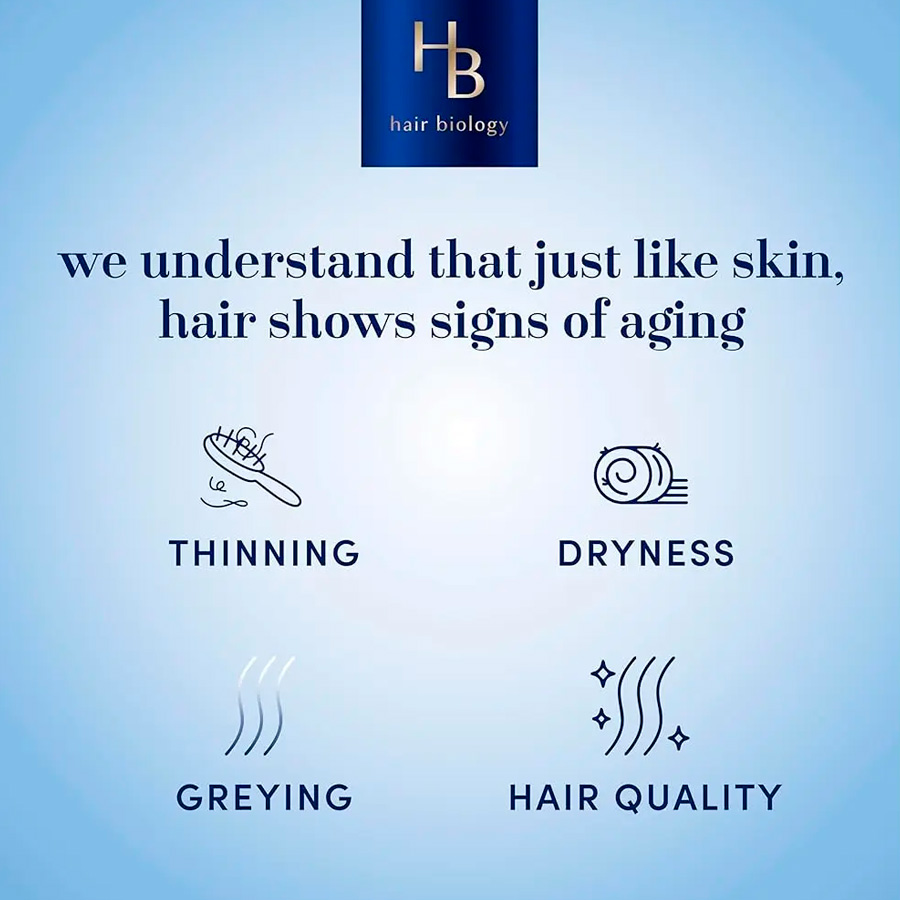 HB
hair biology
we understand that just like skin,
hair shows signs of aging
THINNING
DRYNESS
GREYING
HAIR QUALITY